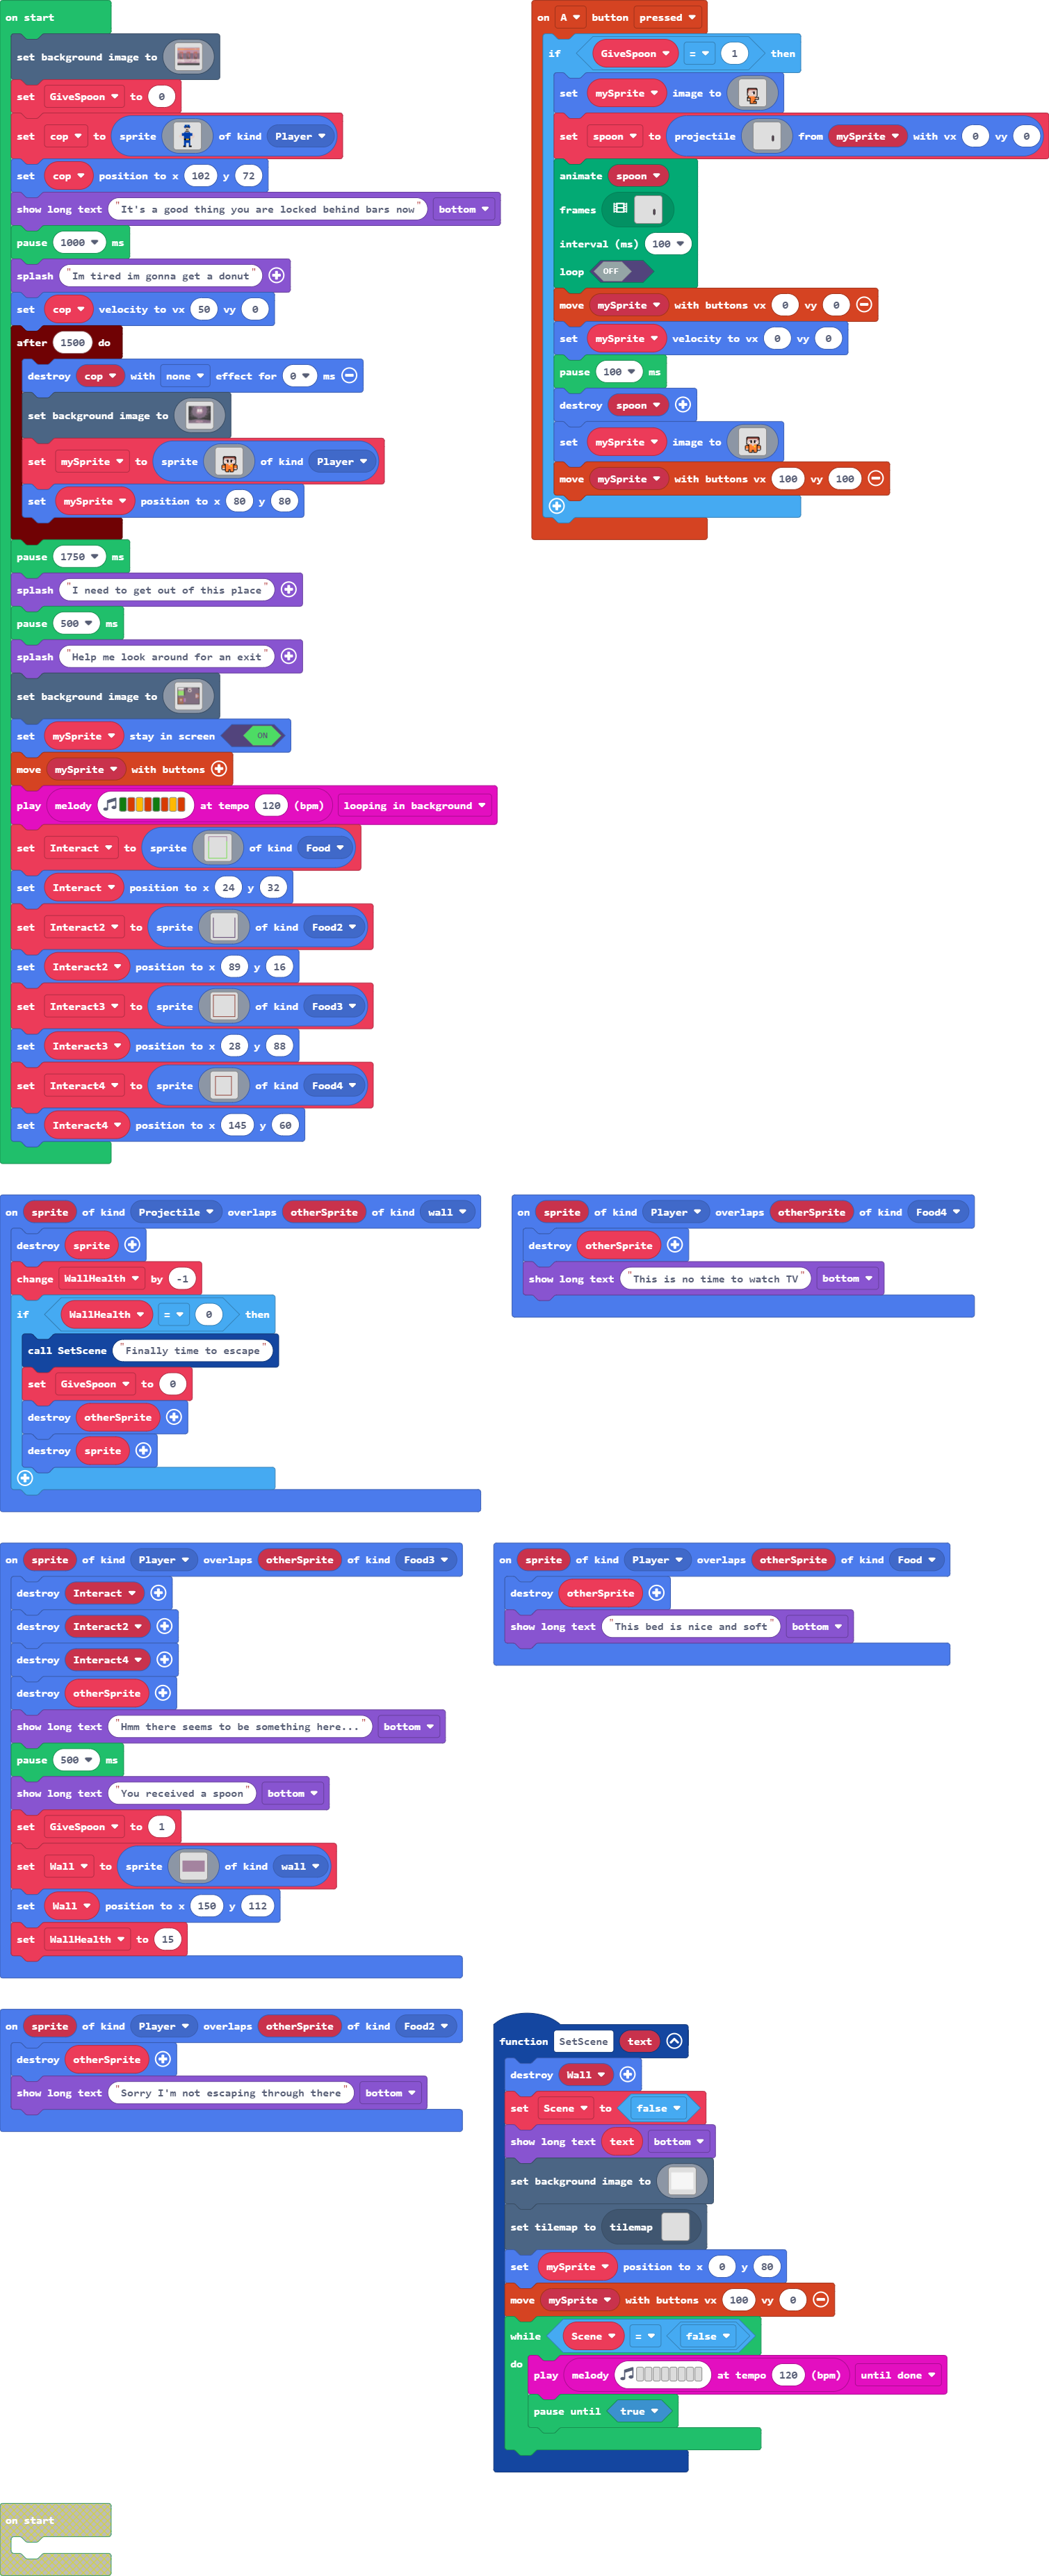 on start
set background image to
set GiveSpoon to 0
set cop to sprite of kind Player
set cop position to x 102 y 72
show long text "It's a good thing you are locked behind bars now" bottom
pause 1000 ms
splash "Im tired im gonna get a donut"
set cop velocity to vx 50 vy 0
after 1500 do
destroy cop with none effect for 0 ms
set background image to
set mySprite to sprite of kind Player
set mySprite position to x 80 y 80
pause 1750 ms
splash "I need to get out of this place"
pause 500 ms
splash "Help me look around for an exit"
set background image to
set mySprite stay in screen ON
move mySprite with buttons
play melody at tempo 120 (bpm) looping in background
set Interact to sprite of kind Food
set Interact position to x 24 y 32
set Interact2 to sprite of kind Food2
set Interact2 position to x 89 y 16
set Interact3 to sprite of kind Food3
set Interact3 position to x 28 y 88
set Interact4 to sprite of kind Food4
set Interact4 position to x 145 y 60
on A button pressed
if GiveSpoon = 1 then
set mySprite image to
set spoon to projectile from mySprite with vx 0 vy 0
animate spoon
frames
interval (ms) 100
loop OFF
move mySprite with buttons vx 0 vy 0
set mySprite velocity to vx 0 vy 0
pause 100 ms
destroy spoon
set mySprite image to
move mySprite with buttons vx 100 vy 100
on sprite of kind Projectile overlaps otherSprite of kind wall
destroy sprite
change WallHealth by -1
if WallHealth = 0 then
call SetScene "Finally time to escape"
set GiveSpoon to 0
destroy otherSprite
destroy sprite
on sprite of kind Player overlaps otherSprite of kind Food4
destroy otherSprite
show long text "This is no time to watch TV" bottom
on sprite of kind Player overlaps otherSprite of kind Food3
destroy Interact
destroy Interact2
destroy Interact4
destroy otherSprite
show long text "Hmm there seems to be something here..." bottom
pause 500 ms
show long text "You received a spoon" bottom
set GiveSpoon to 1
set Wall to sprite of kind wall
set Wall position to x 150 y 112
set WallHealth to 15
on sprite of kind Player overlaps otherSprite of kind Food
destroy otherSprite
show long text "This bed is nice and soft" bottom
on sprite of kind Player overlaps otherSprite of kind Food2
destroy otherSprite
show long text "Sorry I'm not escaping through there" bottom
function SetScene text
destroy Wall
set Scene to false
show long text text bottom
set background image to
set tilemap to tilemap
set mySprite position to x 0 y 80
move mySprite with buttons vx 100 vy 0
while Scene = false
do
play melody at tempo 120 (bpm) until done
pause until true
on start